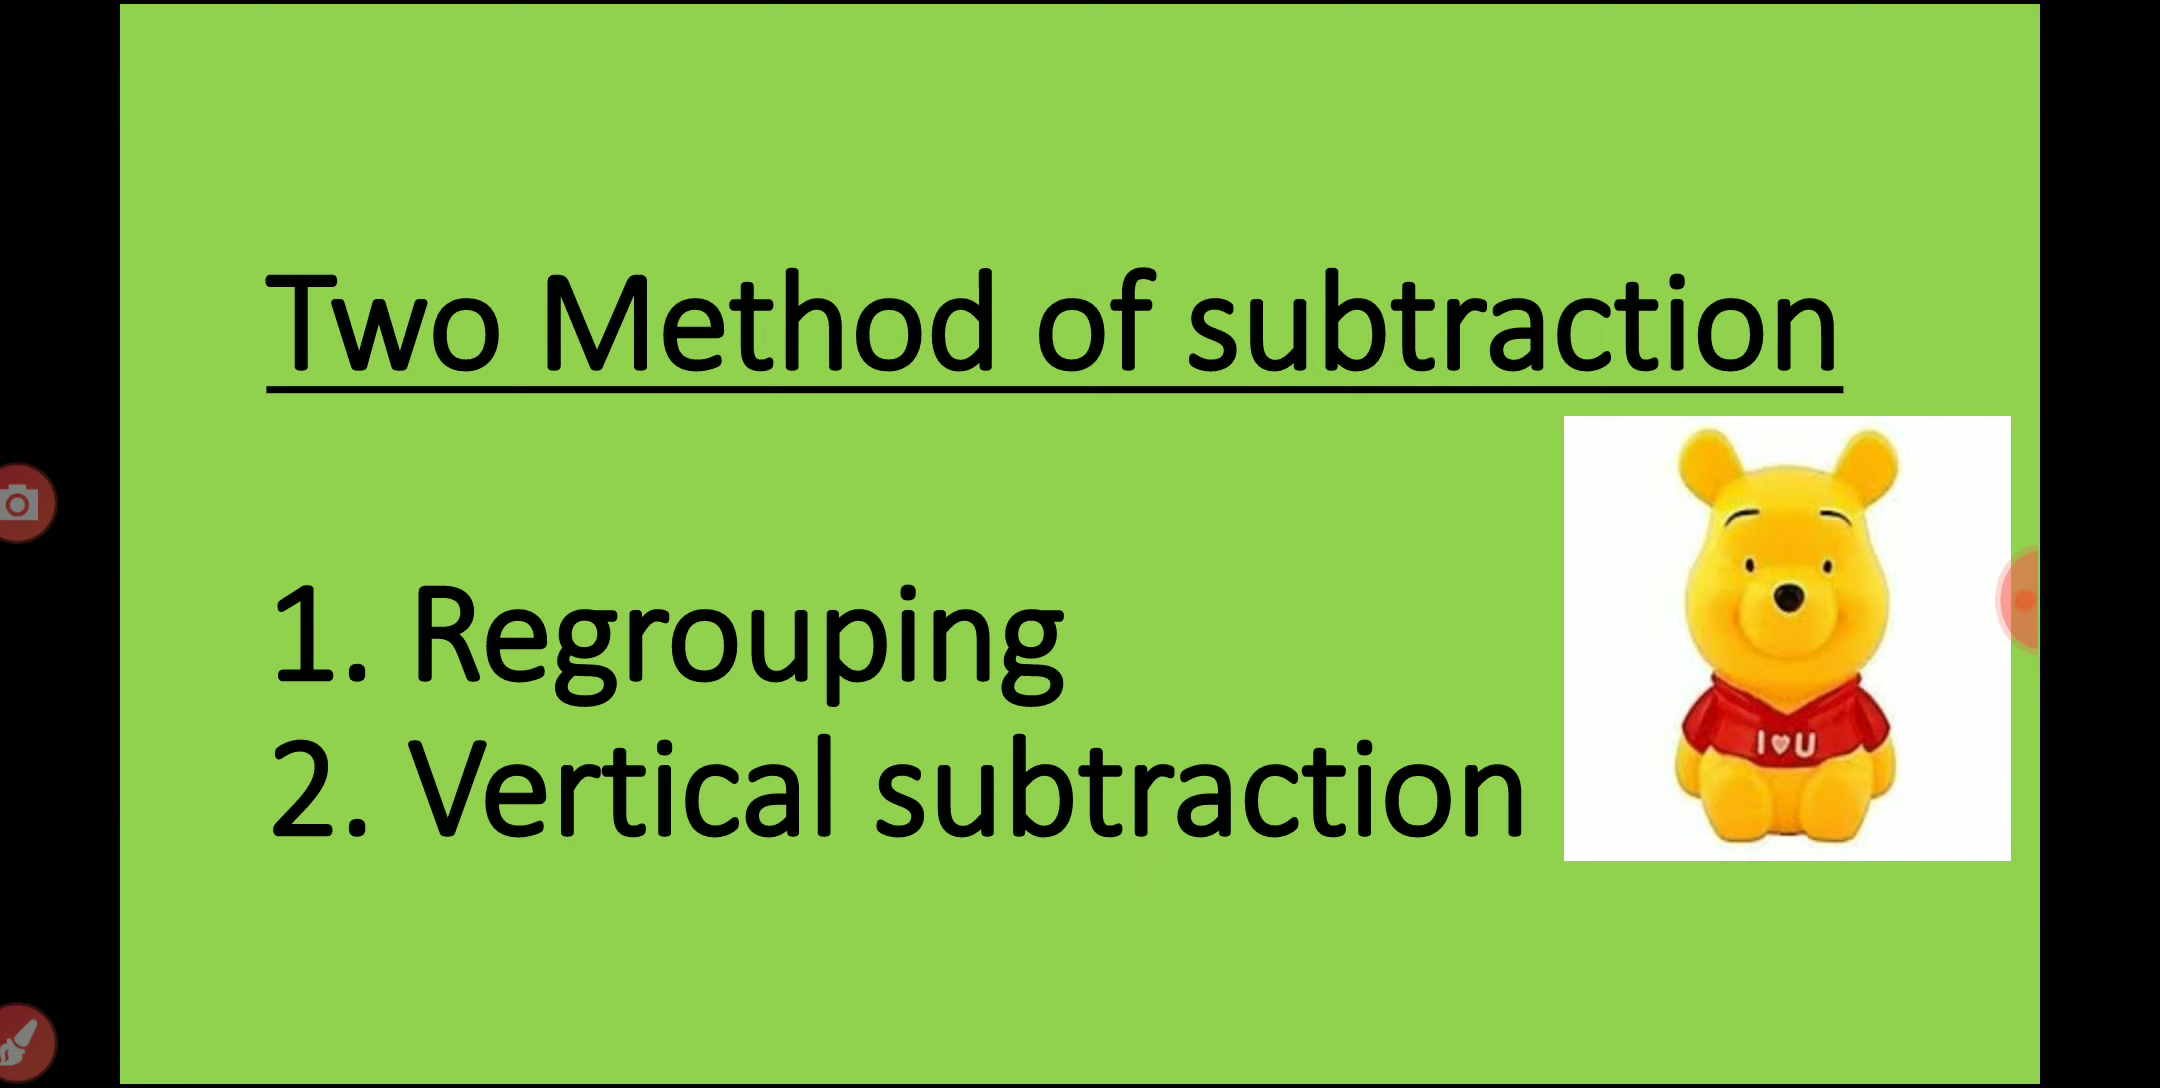 Two Method of subtraction
1. Regrouping
2. Vertical subtraction
I♥U